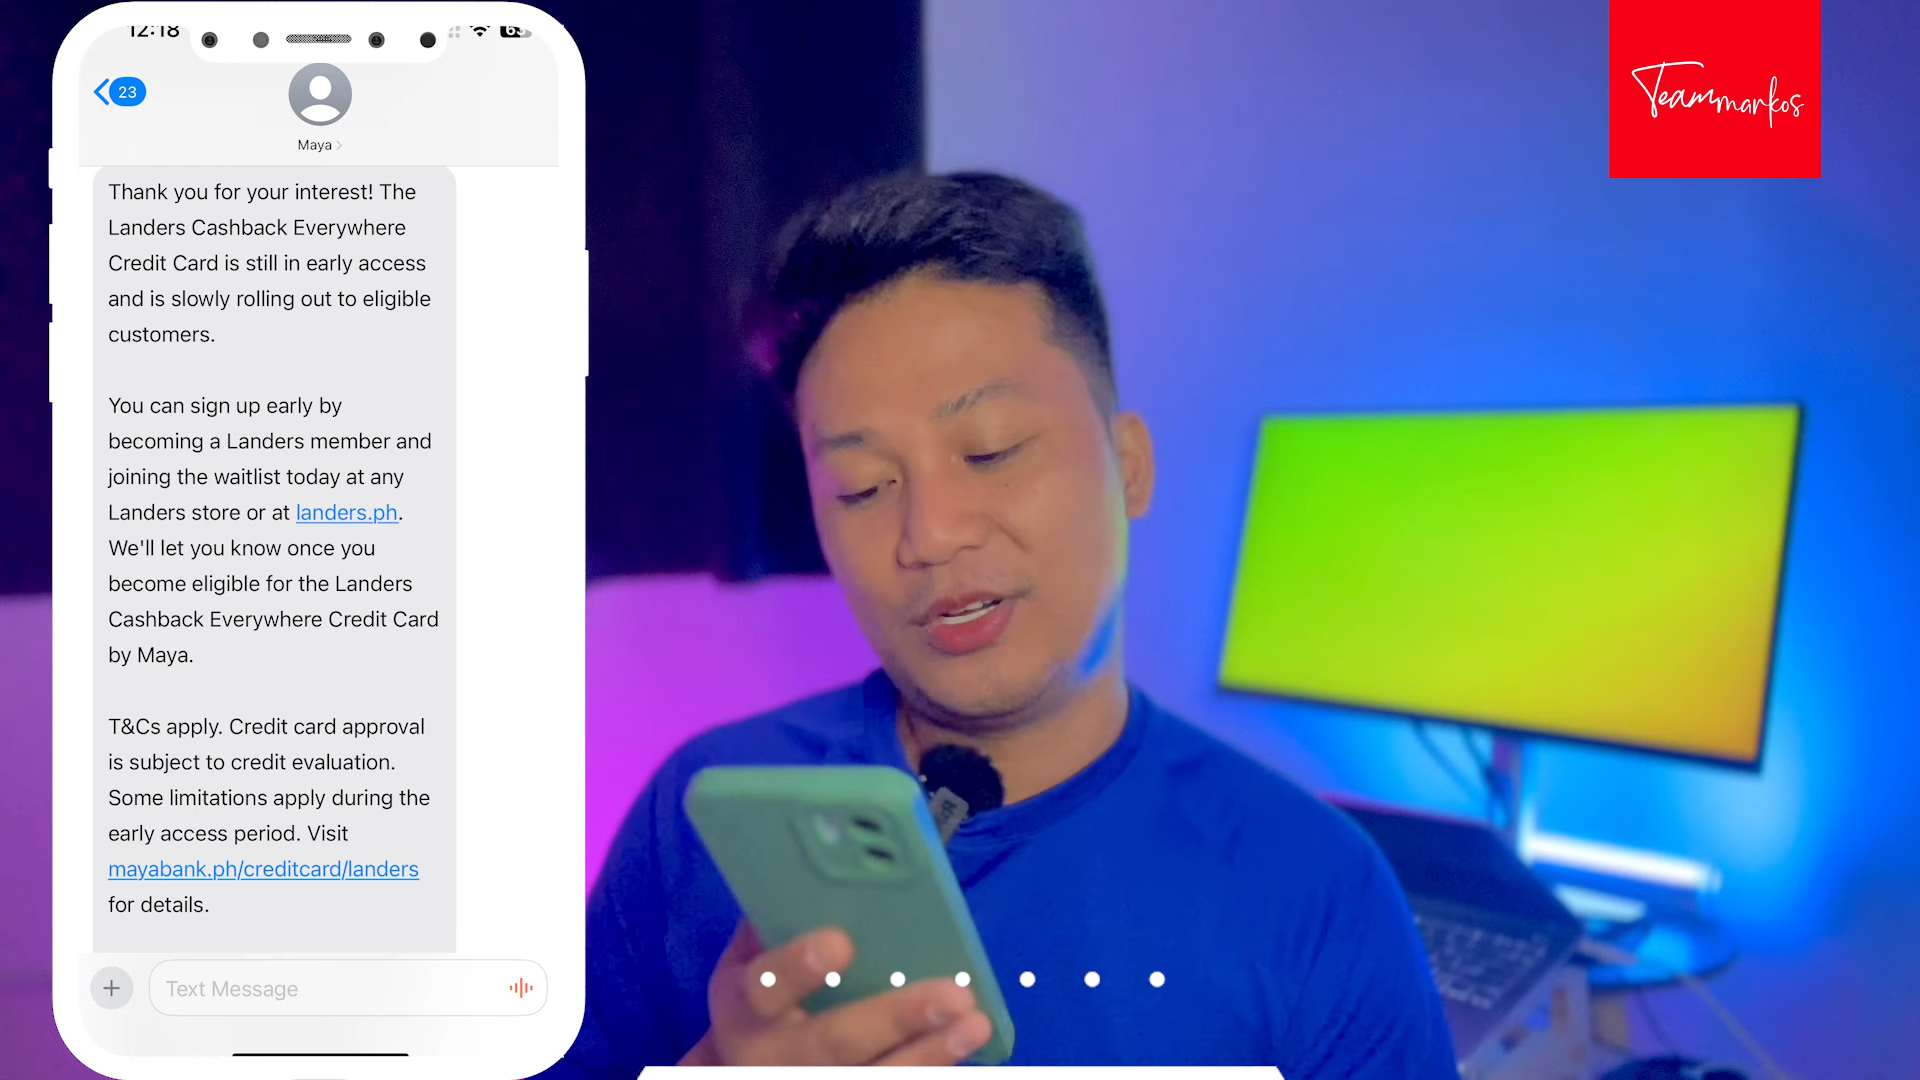 12:18
63
23
Maya
Thank you for your interest! The
Landers Cashback Everywhere
Credit Card is still in early access
and is slowly rolling out to eligible
customers.
You can sign up early by
becoming a Landers member and
joining the waitlist today at any
Landers store or at landers.ph.
We'll let you know once you
become eligible for the Landers
Cashback Everywhere Credit Card
by Maya.
T&Cs apply. Credit card approval
is subject to credit evaluation.
Some limitations apply during the
early access period. Visit
mayabank.ph/creditcard/landers
for details.
Text Message
Teammarkos